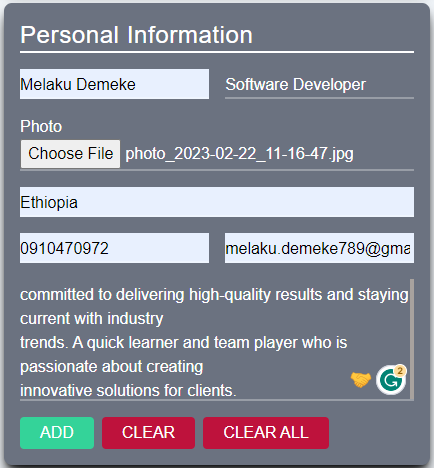 Personal Information
Melaku Demeke Software Developer
Photo
Choose File photo_2023-02-22_11-16-47.jpg
Ethiopia
0910470972 melaku.demeke789@gma
committed to delivering high-quality results and staying
current with industry
trends. A quick learner and team player who is
passionate about creating
innovative solutions for clients.
2
ADD CLEAR CLEAR ALL